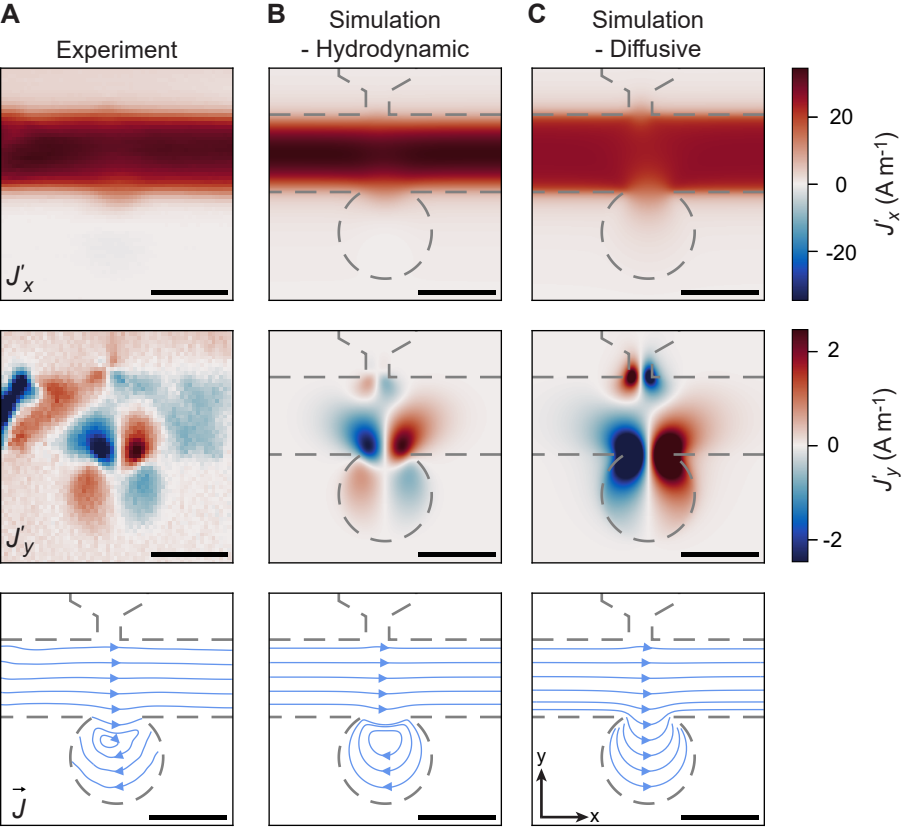 A
Experiment
B
Simulation
- Hydrodynamic
C
Simulation
- Diffusive
J′x
20
0
-20
J′x (A m-1)
J′y
2
0
-2
J′y (A m-1)
J
y
x